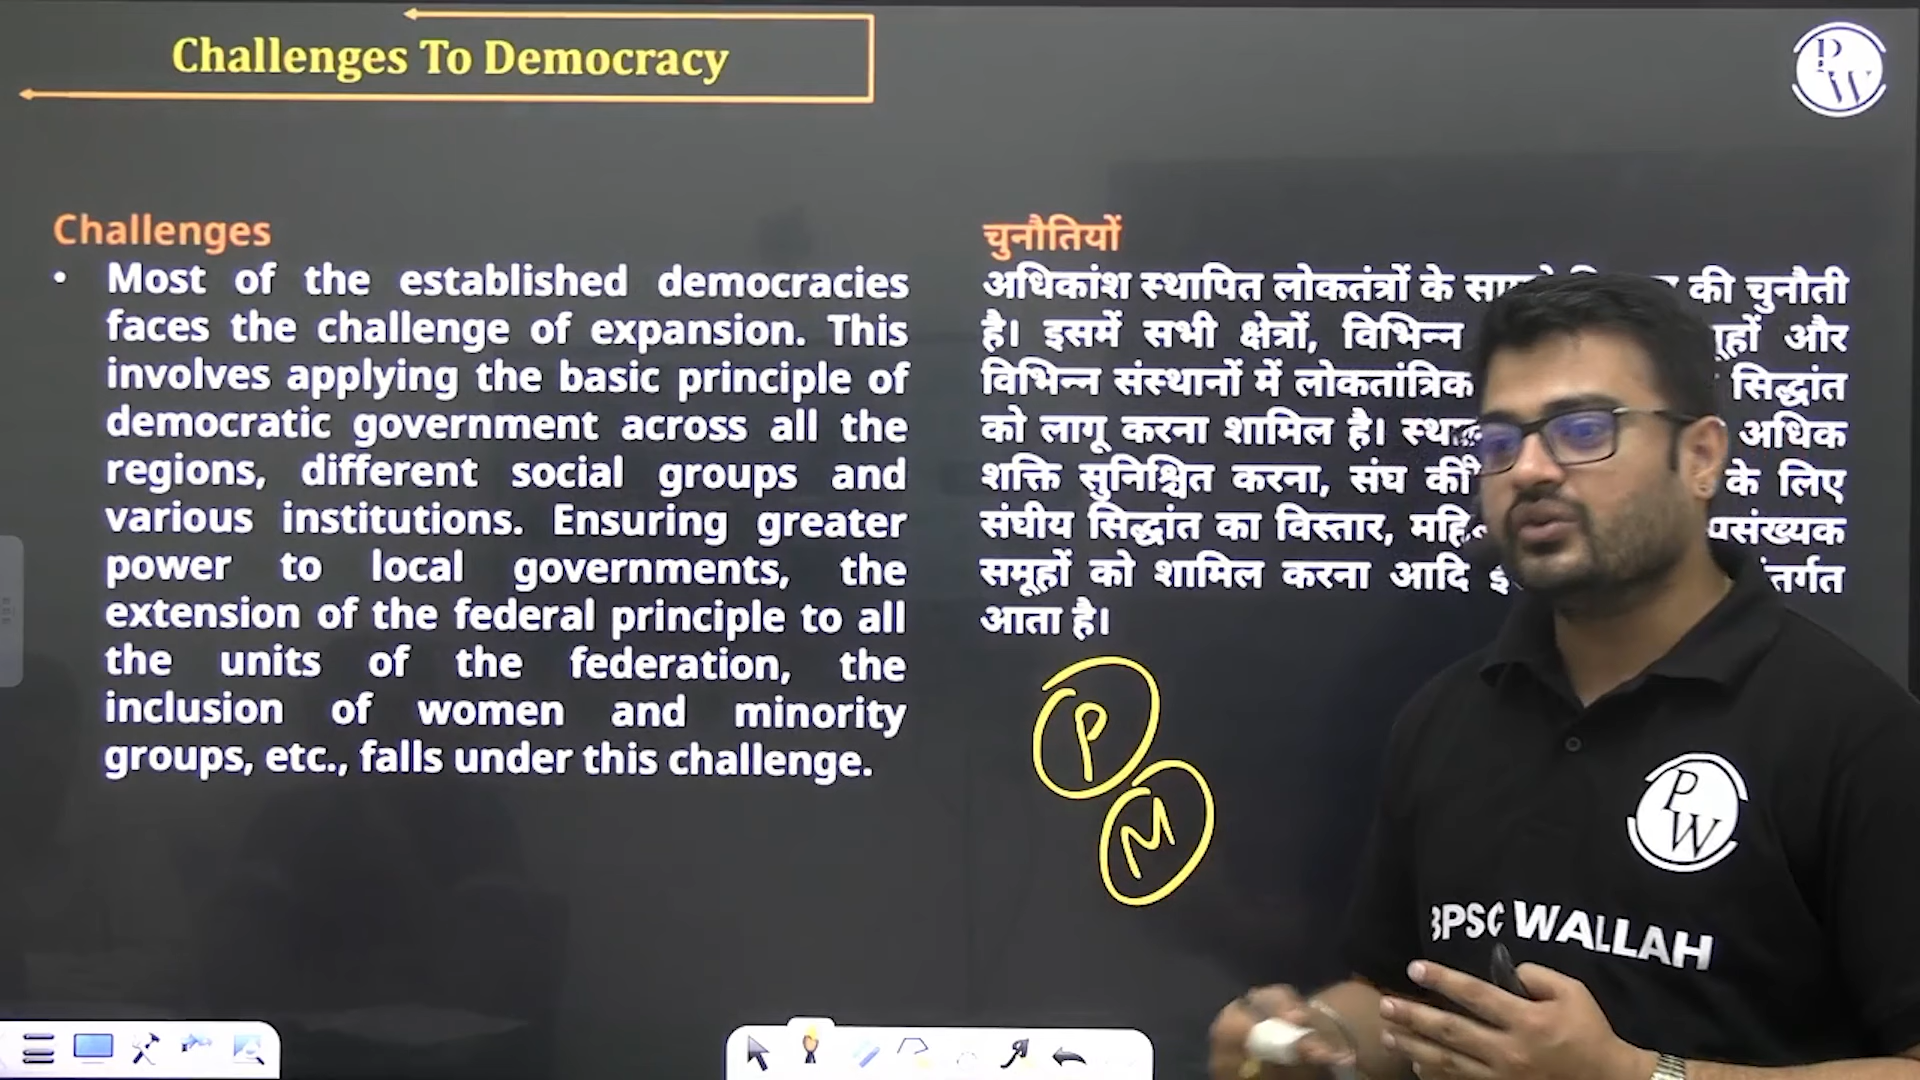 Challenges To Democracy
PW
Challenges
• Most of the established democracies
faces the challenge of expansion. This
involves applying the basic principle of
democratic government across all the
regions, different social groups and
various institutions. Ensuring greater
power to local governments, the
extension of the federal principle to all
the units of the federation, the
inclusion of women and minority
groups, etc., falls under this challenge.
चुनौतियों
अधिकांश स्थापित लोकतंत्रों के की चुनौती
है। इसमें सभी क्षेत्रों, विभिन्न और
विभिन्न संस्थानों में लोकतांत्रिक सिद्धांत
को लागू करना शामिल है। अधिक
शक्ति सुनिश्चित करना, संघ की के लिए
संघीय सिद्धांत का विस्तार,
समूहों को शामिल करना आदि
आता है।
P
M
PW
BPSC WALLAH